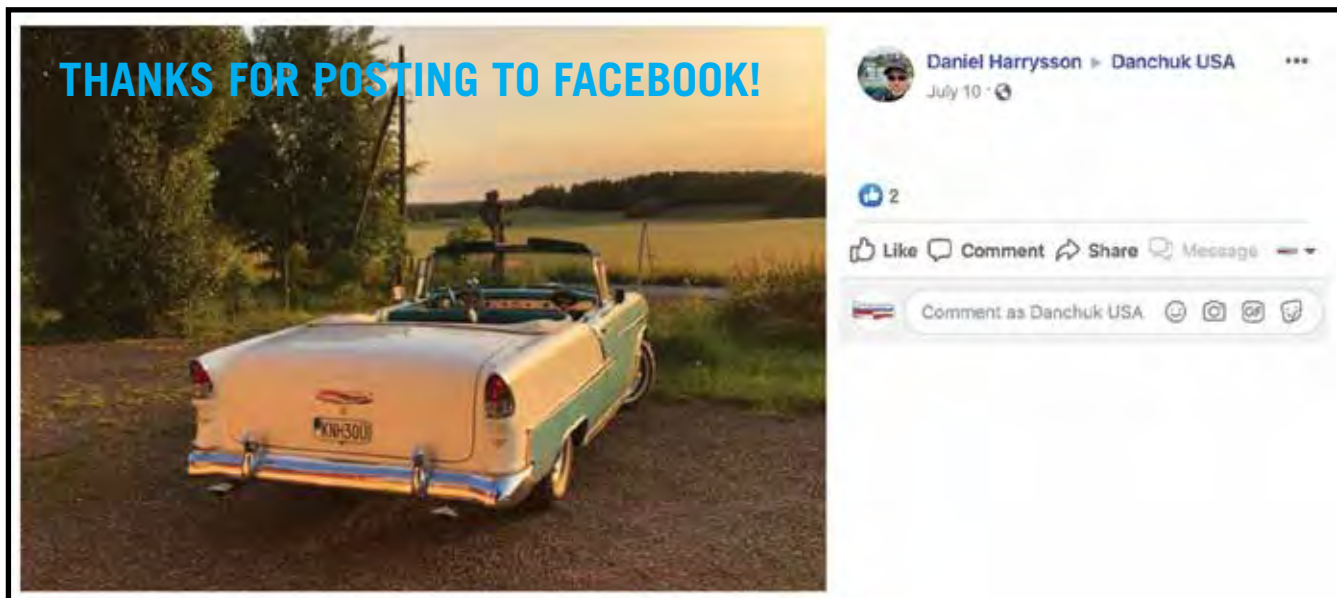 THANKS FOR POSTING TO FACEBOOK!
Daniel Harrysson ▸ Danchuk USA
July 10 ·
2
Like Comment Share Message
Comment as Danchuk USA GIF
KNH30U